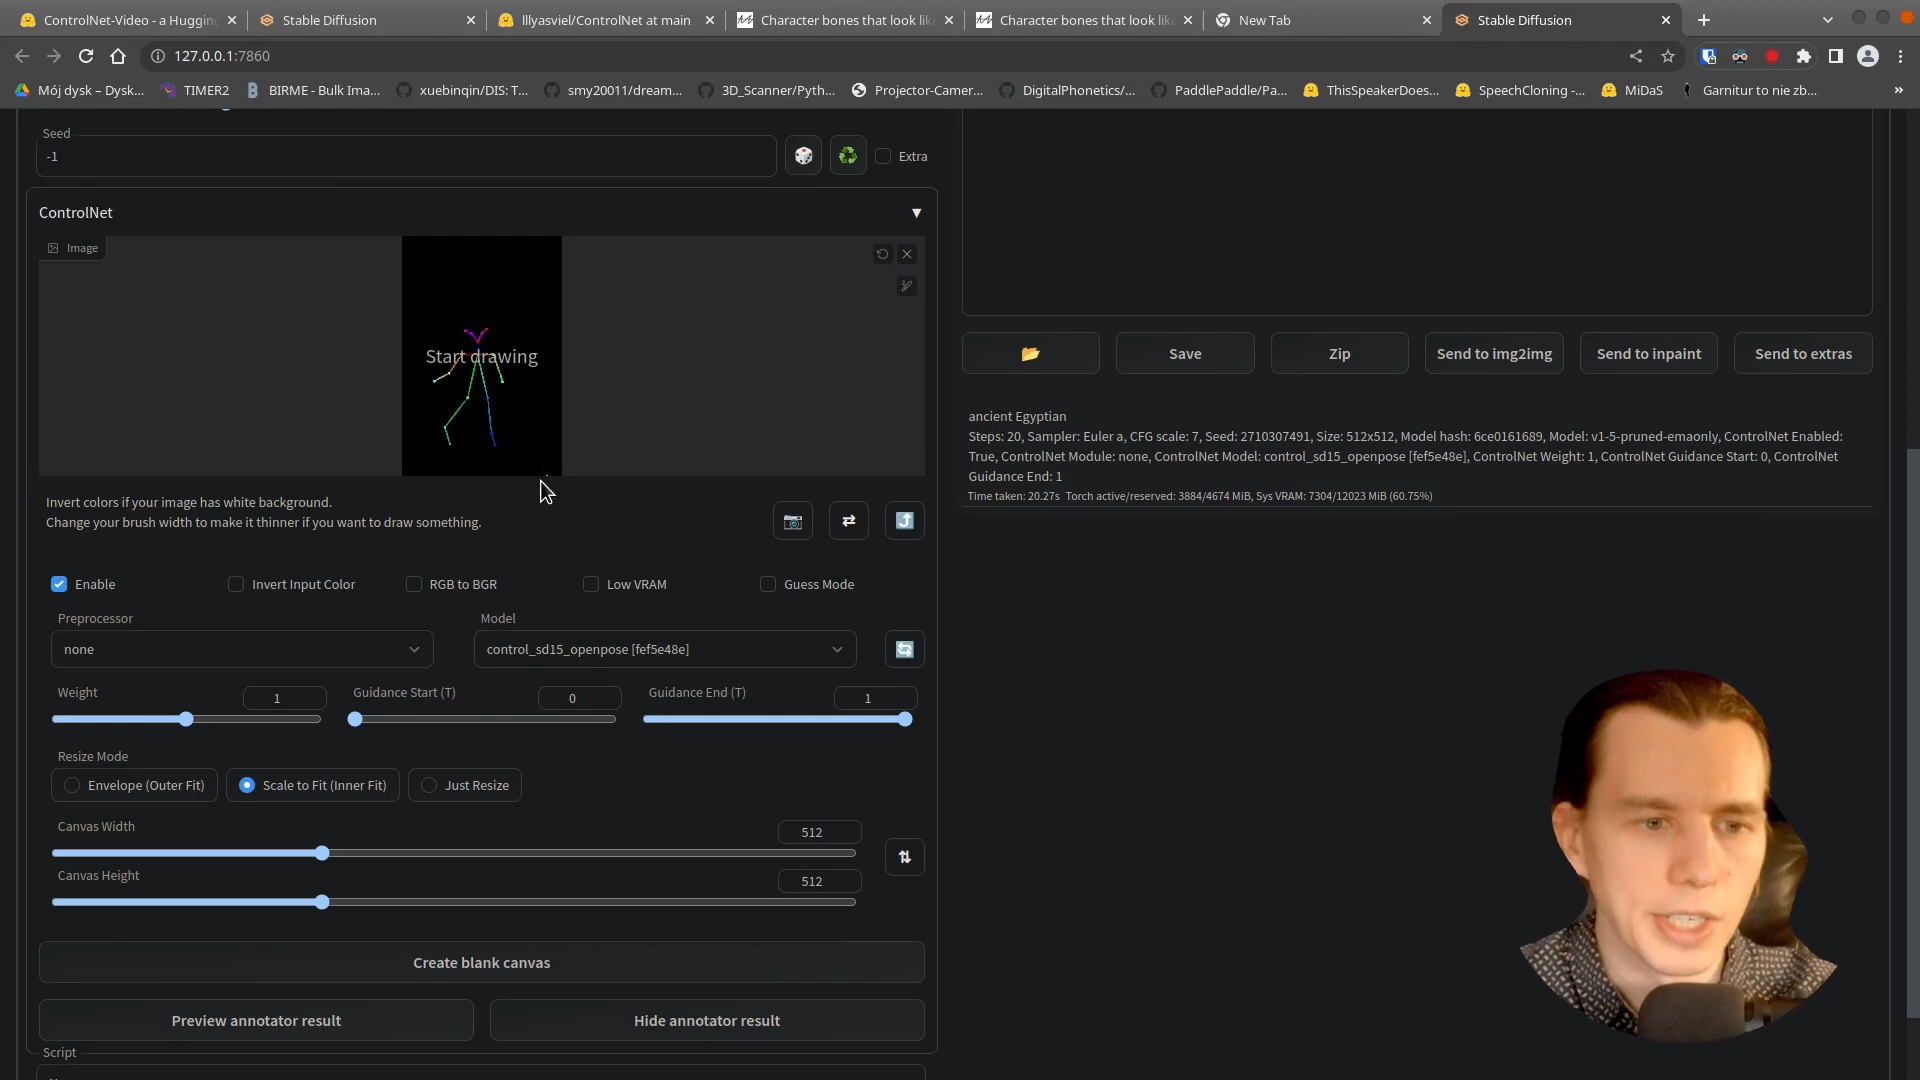 ControlNet-Video - a Hugging
Stable Diffusion
lllyasviel/ControlNet at main
Character bones that look like
Character bones that look like
New Tab
Stable Diffusion
127.0.0.1:7860
Mój dysk – Dysk...
TIMER2
BIRME - Bulk Ima...
xuebinqin/DIS: T...
smy20011/dream...
3D_Scanner/Pyth...
Projector-Camer...
DigitalPhonetics/...
PaddlePaddle/Pa...
ThisSpeakerDoes...
SpeechCloning -...
MiDaS
Garnitur to nie zb...
»
Seed
-1
Extra
ControlNet
Image
Start drawing
Invert colors if your image has white background.
Change your brush width to make it thinner if you want to draw something.
Enable
Invert Input Color
RGB to BGR
Low VRAM
Guess Mode
Preprocessor
none
Model
control_sd15_openpose [fef5e48e]
Weight
1
Guidance Start (T)
0
Guidance End (T)
1
Resize Mode
Envelope (Outer Fit)
Scale to Fit (Inner Fit)
Just Resize
Canvas Width
512
Canvas Height
512
Create blank canvas
Preview annotator result
Hide annotator result
Script
Save
Zip
Send to img2img
Send to inpaint
Send to extras
ancient Egyptian
Steps: 20, Sampler: Euler a, CFG scale: 7, Seed: 2710307491, Size: 512x512, Model hash: 6ce0161689, Model: v1-5-pruned-emaonly, ControlNet Enabled:
True, ControlNet Module: none, ControlNet Model: control_sd15_openpose [fef5e48e], ControlNet Weight: 1, ControlNet Guidance Start: 0, ControlNet
Guidance End: 1
Time taken: 20.27s Torch active/reserved: 3884/4674 MiB, Sys VRAM: 7304/12023 MiB (60.75%)